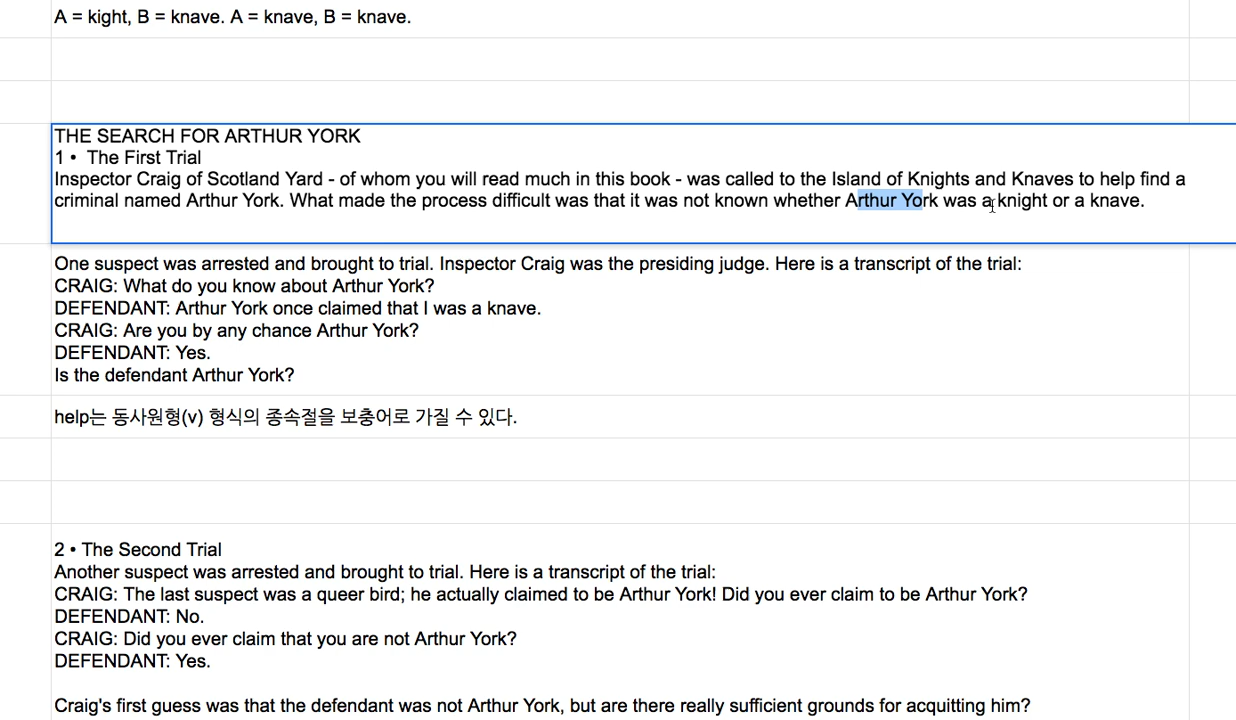 A = kight, B = knave. A = knave, B = knave.
THE SEARCH FOR ARTHUR YORK
1 • The First Trial
Inspector Craig of Scotland Yard - of whom you will read much in this book - was called to the Island of Knights and Knaves to help find a
criminal named Arthur York. What made the process difficult was that it was not known whether Arthur York was a knight or a knave.
One suspect was arrested and brought to trial. Inspector Craig was the presiding judge. Here is a transcript of the trial:
CRAIG: What do you know about Arthur York?
DEFENDANT: Arthur York once claimed that I was a knave.
CRAIG: Are you by any chance Arthur York?
DEFENDANT: Yes.
Is the defendant Arthur York?
help는 동사원형(v) 형식의 종속절을 보충어로 가질 수 있다.
2 • The Second Trial
Another suspect was arrested and brought to trial. Here is a transcript of the trial:
CRAIG: The last suspect was a queer bird; he actually claimed to be Arthur York! Did you ever claim to be Arthur York?
DEFENDANT: No.
CRAIG: Did you ever claim that you are not Arthur York?
DEFENDANT: Yes.
Craig's first guess was that the defendant was not Arthur York, but are there really sufficient grounds for acquitting him?